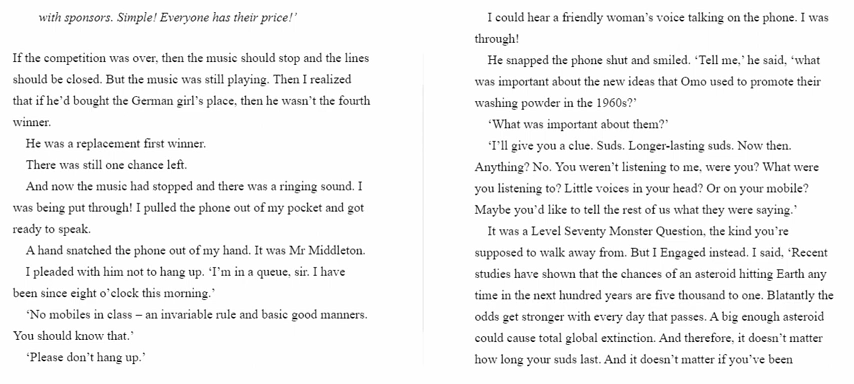 with sponsors. Simple! Everyone has their price!’
If the competition was over, then the music should stop and the lines
should be closed. But the music was still playing. Then I realized
that if he’d bought the German girl’s place, then he wasn’t the fourth
winner.
He was a replacement first winner.
There was still one chance left.
And now the music had stopped and there was a ringing sound. I
was being put through! I pulled the phone out of my pocket and got
ready to speak.
A hand snatched the phone out of my hand. It was Mr Middleton.
I pleaded with him not to hang up. ‘I’m in a queue, sir. I have
been since eight o’clock this morning.’
‘No mobiles in class – an invariable rule and basic good manners.
You should know that.’
‘Please don’t hang up.’
I could hear a friendly woman’s voice talking on the phone. I was
through!
He snapped the phone shut and smiled. ‘Tell me,’ he said, ‘what
was important about the new ideas that Omo used to promote their
washing powder in the 1960s?’
‘What was important about them?’
‘I’ll give you a clue. Suds. Longer-lasting suds. Now then.
Anything? No. You weren’t listening to me, were you? What were
you listening to? Little voices in your head? Or on your mobile?
Maybe you’d like to tell the rest of us what they were saying.’
It was a Level Seventy Monster Question, the kind you’re
supposed to walk away from. But I Engaged instead. I said, ‘Recent
studies have shown that the chances of an asteroid hitting Earth any
time in the next hundred years are five thousand to one. Blatantly the
odds get stronger with every day that passes. A big enough asteroid
could cause total global extinction. And therefore, it doesn’t matter
how long your suds last. And it doesn’t matter if you’ve been